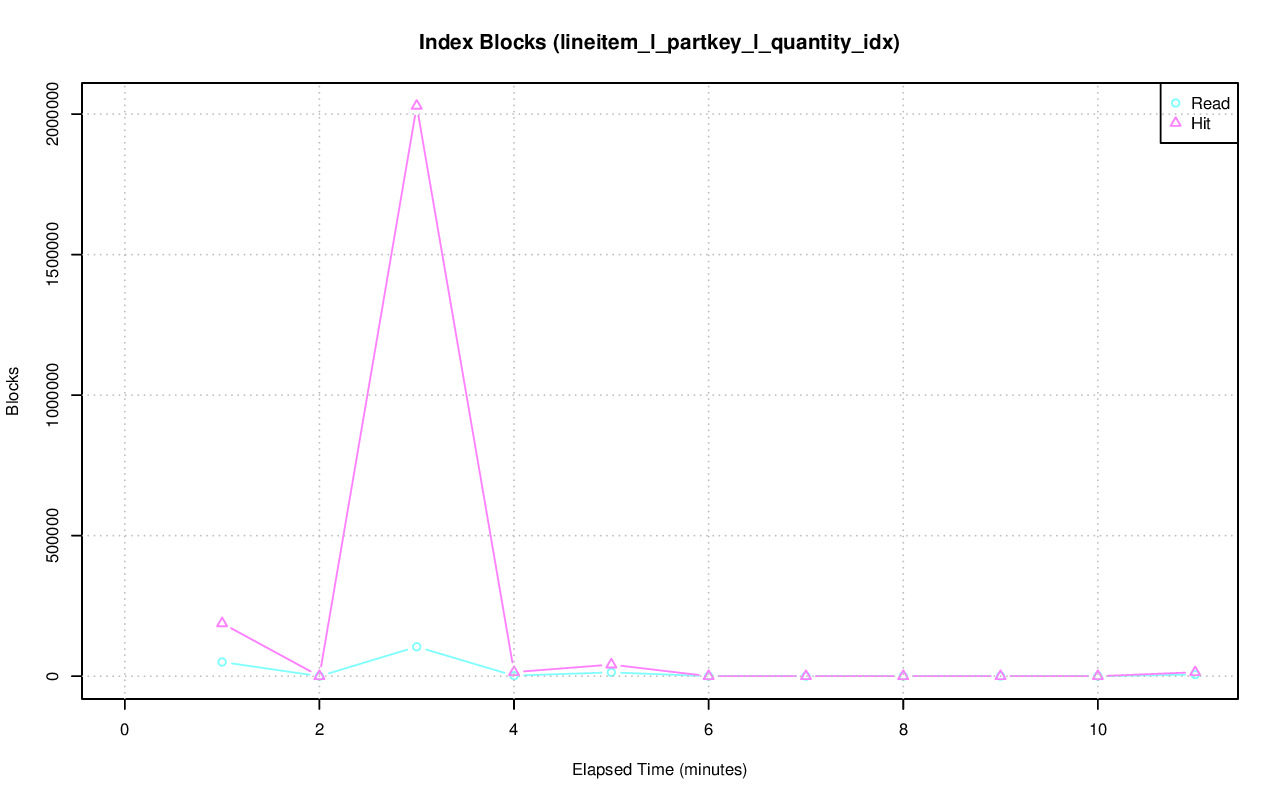 Index Blocks (lineitem_l_partkey_l_quantity_idx)
Read
Hit
Blocks
2000000
1500000
1000000
500000
0
0 2 4 6 8 10
Elapsed Time (minutes)